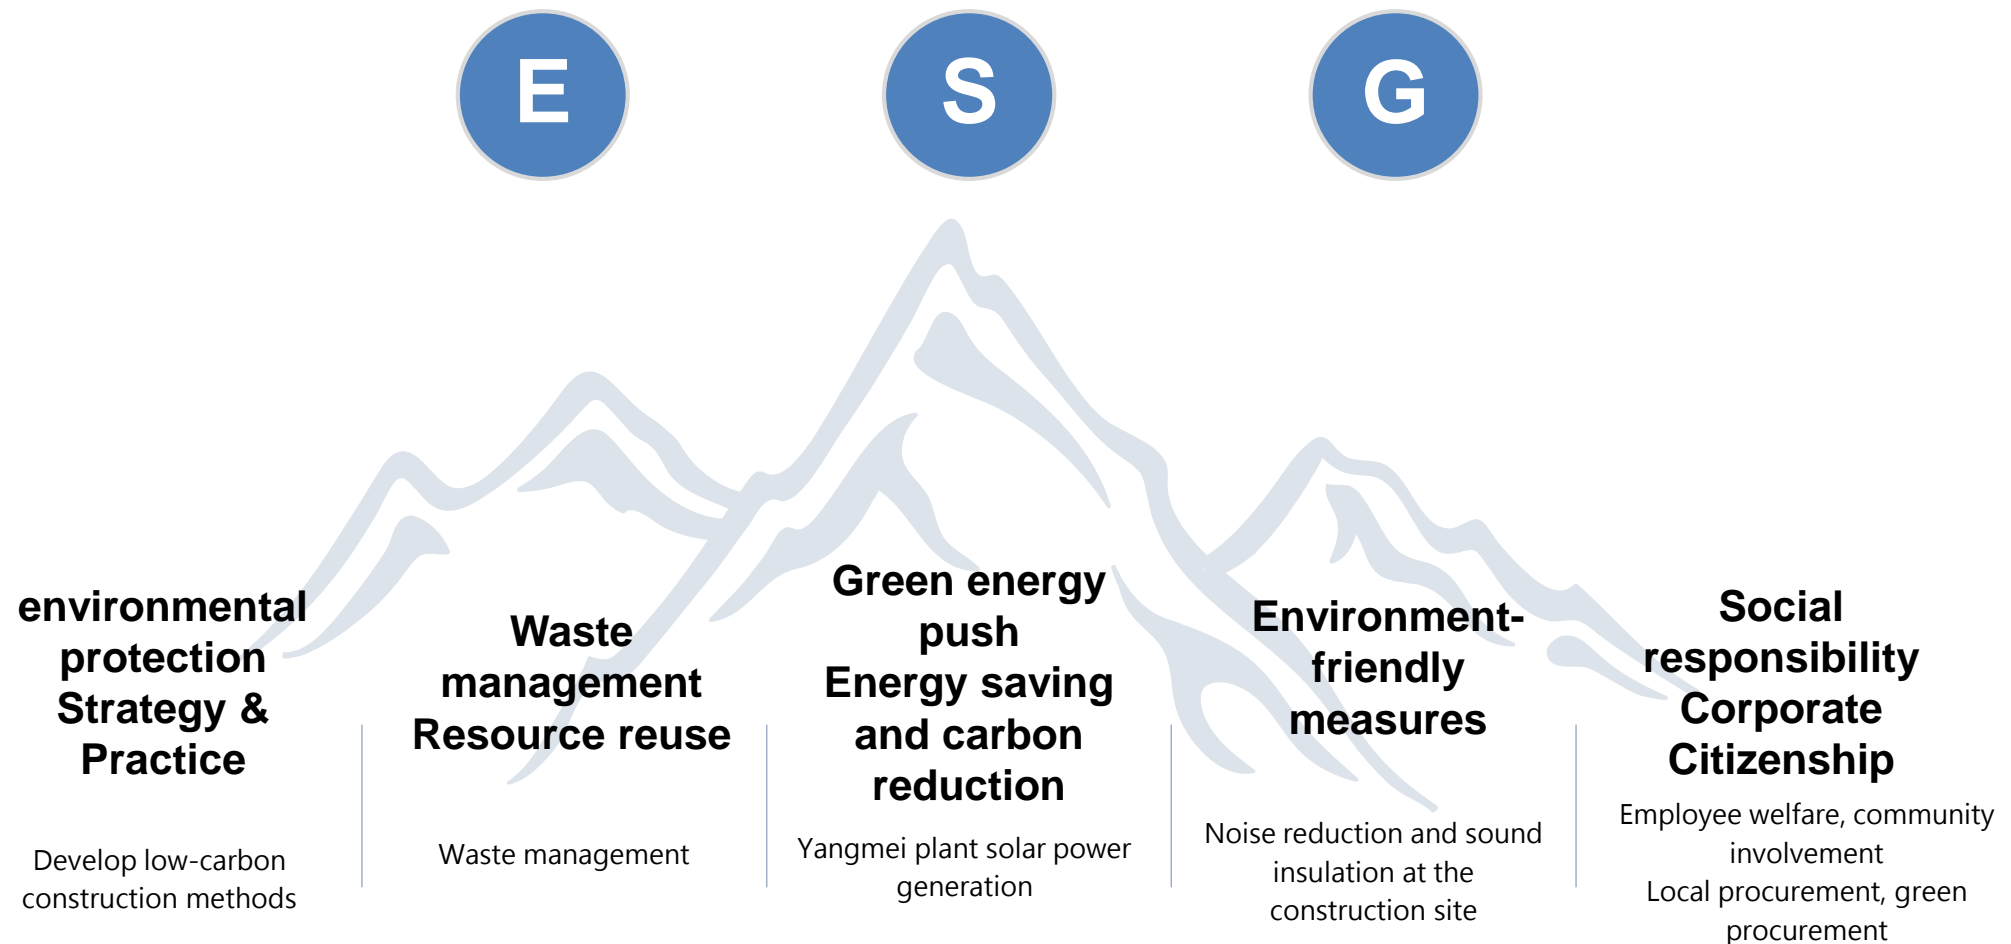 E
S
G
environmental
protection
Strategy &
Practice
Develop low-carbon
construction methods
Waste
management
Resource reuse
Waste management
Green energy
push
Energy saving
and carbon
reduction
Yangmei plant solar power
generation
Environment-
friendly
measures
Noise reduction and sound
insulation at the
construction site
Social
responsibility
Corporate
Citizenship
Employee welfare, community
involvement
Local procurement, green
procurement